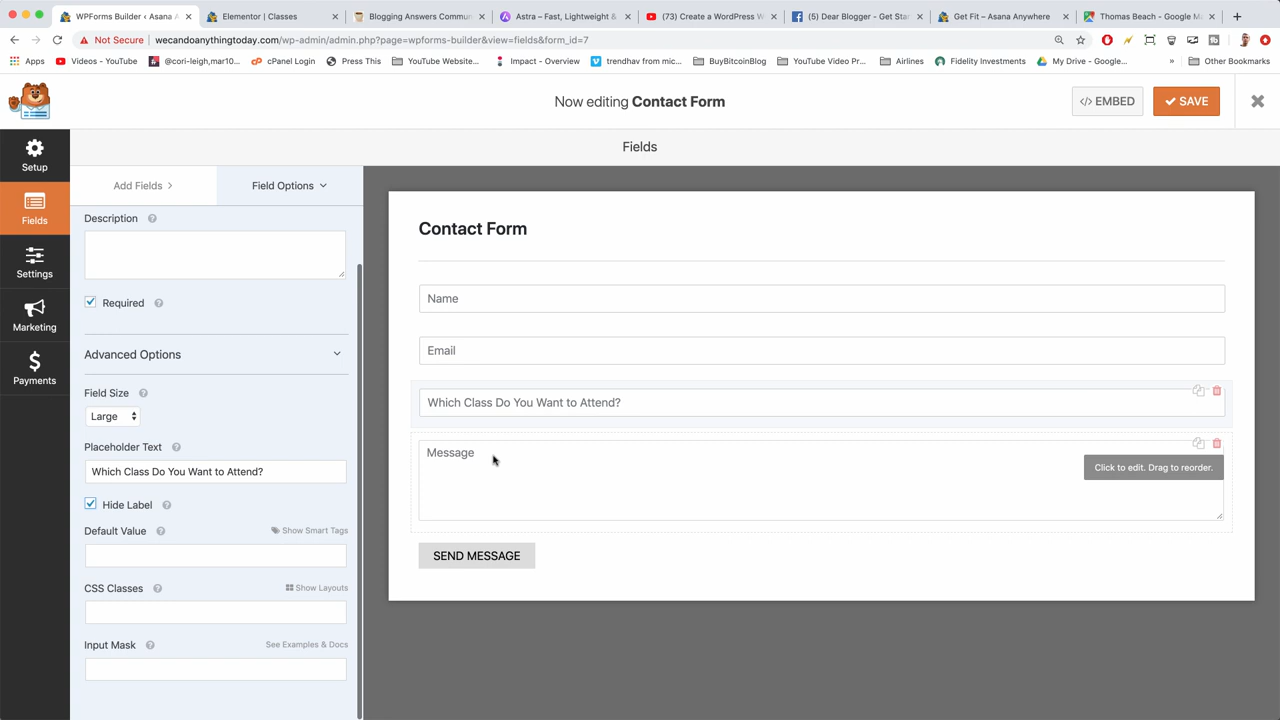 WPForms Builder ‹ Asana A
Elementor | Classes
Blogging Answers Commun
Astra – Fast, Lightweight &
(73) Create a WordPress W
(5) Dear Blogger - Get Star
Get Fit – Asana Anywhere
Thomas Beach - Google Ma
Not Secure | wecandoanythingtoday.com/wp-admin/admin.php?page=wpforms-builder&view=fields&form_id=7
Apps
Videos - YouTube
@cori-leigh,mar10...
cPanel Login
Press This
YouTube Website...
Impact - Overview
trendhav from mic...
BuyBitcoinBlog
YouTube Video Pr...
Airlines
Fidelity Investments
My Drive - Google...
»
Other Bookmarks
Now editing Contact Form
</> EMBED
SAVE
Fields
Setup
Fields
Settings
Marketing
Payments
Add Fields
Field Options
Description
Required
Advanced Options
Field Size
Large
Placeholder Text
Which Class Do You Want to Attend?
Hide Label
Default Value
Show Smart Tags
CSS Classes
Show Layouts
Input Mask
See Examples & Docs
Contact Form
Name
Email
Which Class Do You Want to Attend?
Message
Click to edit. Drag to reorder.
SEND MESSAGE